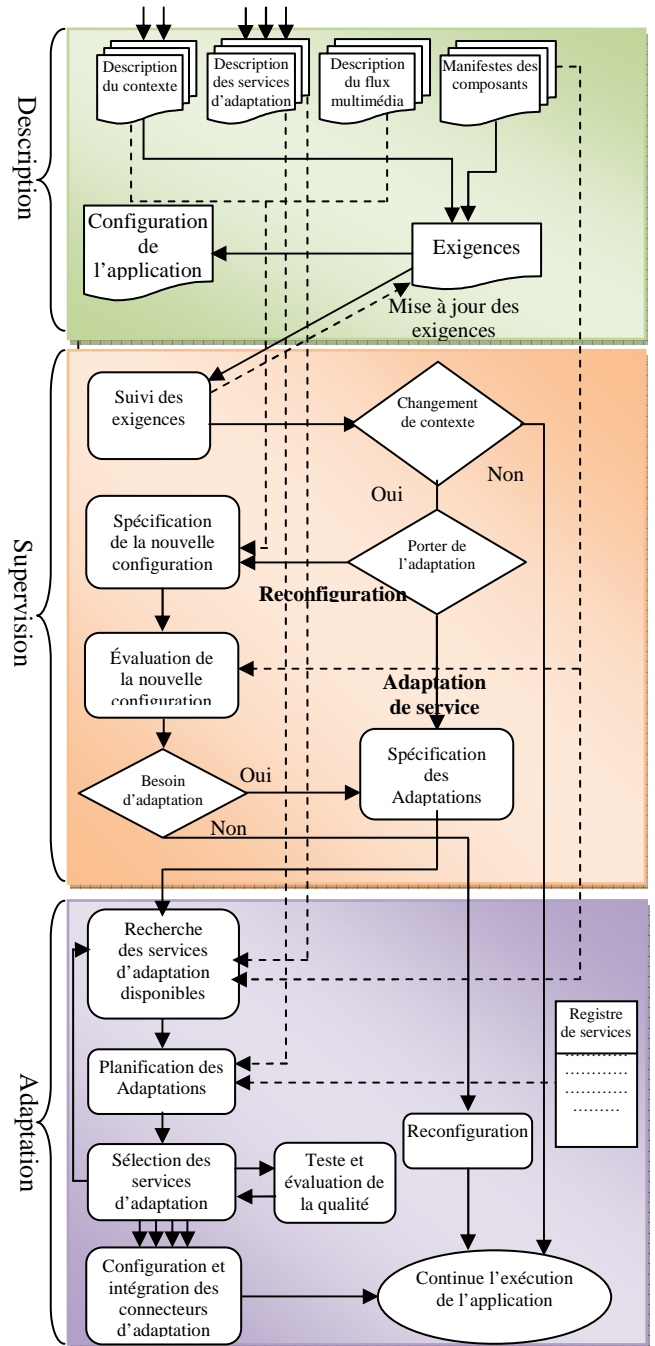 Description
Description
du contexte
Description
des services
d'adaptation
Description
du flux
multimédia
Manifestes des
composants
Configuration
de
l'application
Exigences
Mise à jour des
exigences
Supervision
Suivi des
exigences
Changement
de contexte
Non
Oui
Spécification
de la nouvelle
configuration
Porter de
l'adaptation
Reconfiguration
Évaluation de
la nouvelle
configuration
Adaptation
de service
Spécification
des
Adaptations
Besoin
d'adaptation
Oui
Non
Adaptation
Recherche
des services
d'adaptation
disponibles
Registre
de services
Planification des
Adaptations
Reconfiguration
Sélection des
services
d'adaptation
Teste et
évaluation de
la qualité
Configuration et
intégration des
connecteurs
d'adaptation
Continue l'exécution
de l'application